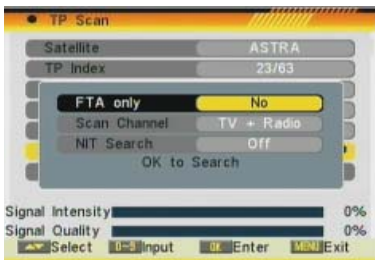 TP Scan
Satellite ASTRA
TP Index 23/63
FTA only No
Scan Channel TV + Radio
NIT Search Off
OK to Search
Signal Intensity 0%
Signal Quality 0%
Select 0~9 Input OK Enter MENU Exit